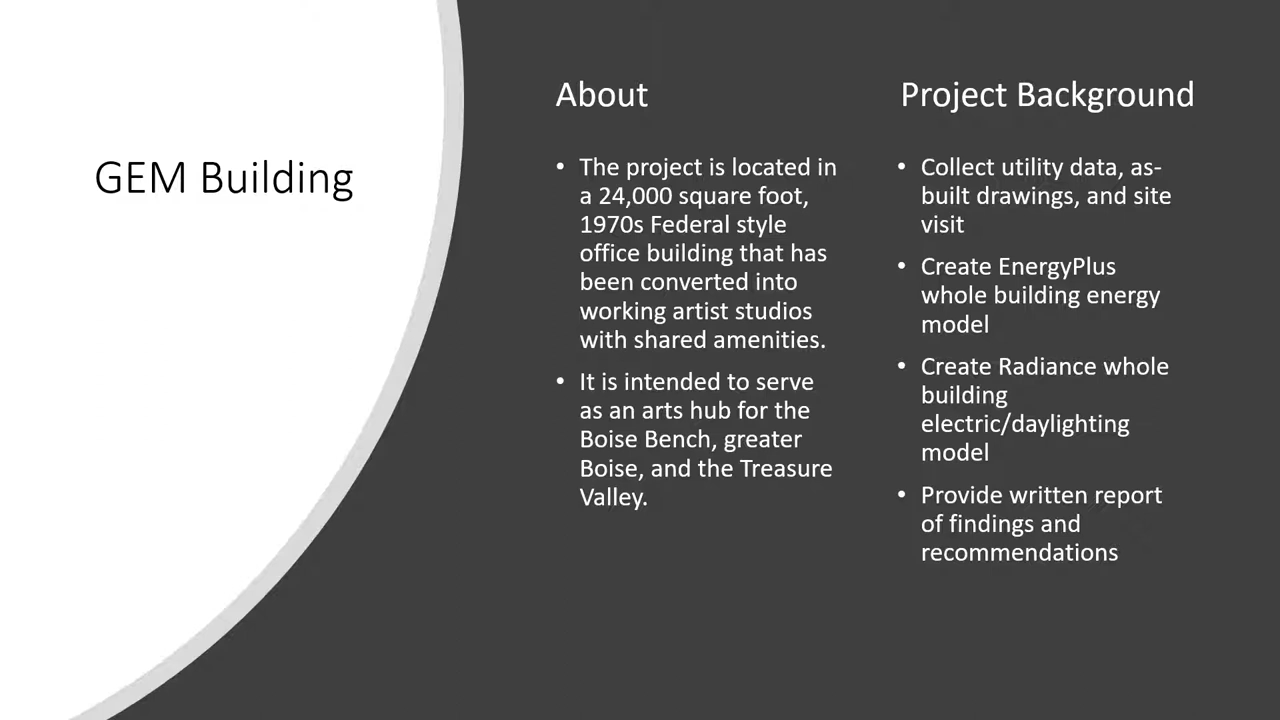 GEM Building
About
The project is located in
a 24,000 square foot,
1970s Federal style
office building that has
been converted into
working artist studios
with shared amenities.
It is intended to serve
as an arts hub for the
Boise Bench, greater
Boise, and the Treasure
Valley.
Project Background
Collect utility data, as-
built drawings, and site
visit
Create EnergyPlus
whole building energy
model
Create Radiance whole
building
electric/daylighting
model
Provide written report
of findings and
recommendations